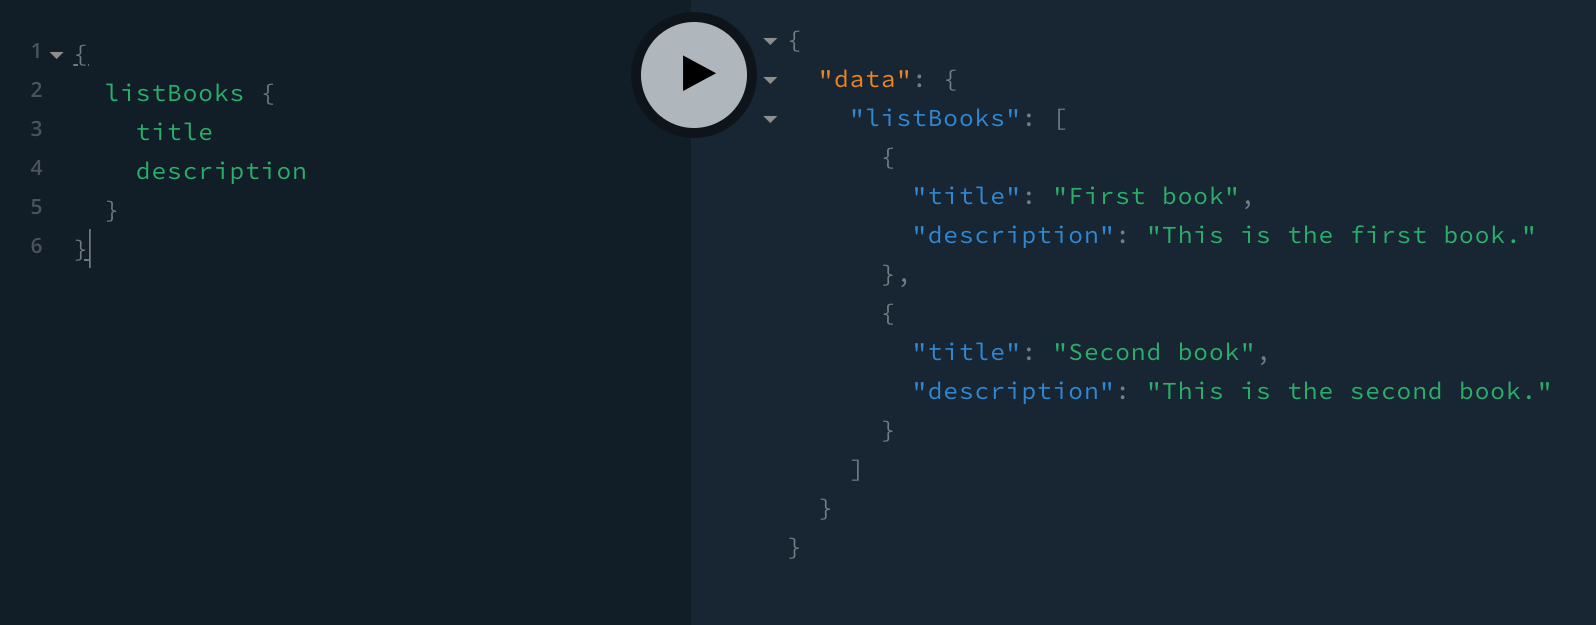 1 {
2   listBooks {
3     title
4     description
5   }
6 }
{
  "data": {
    "listBooks": [
      {
        "title": "First book",
        "description": "This is the first book."
      },
      {
        "title": "Second book",
        "description": "This is the second book."
      }
    ]
  }
}